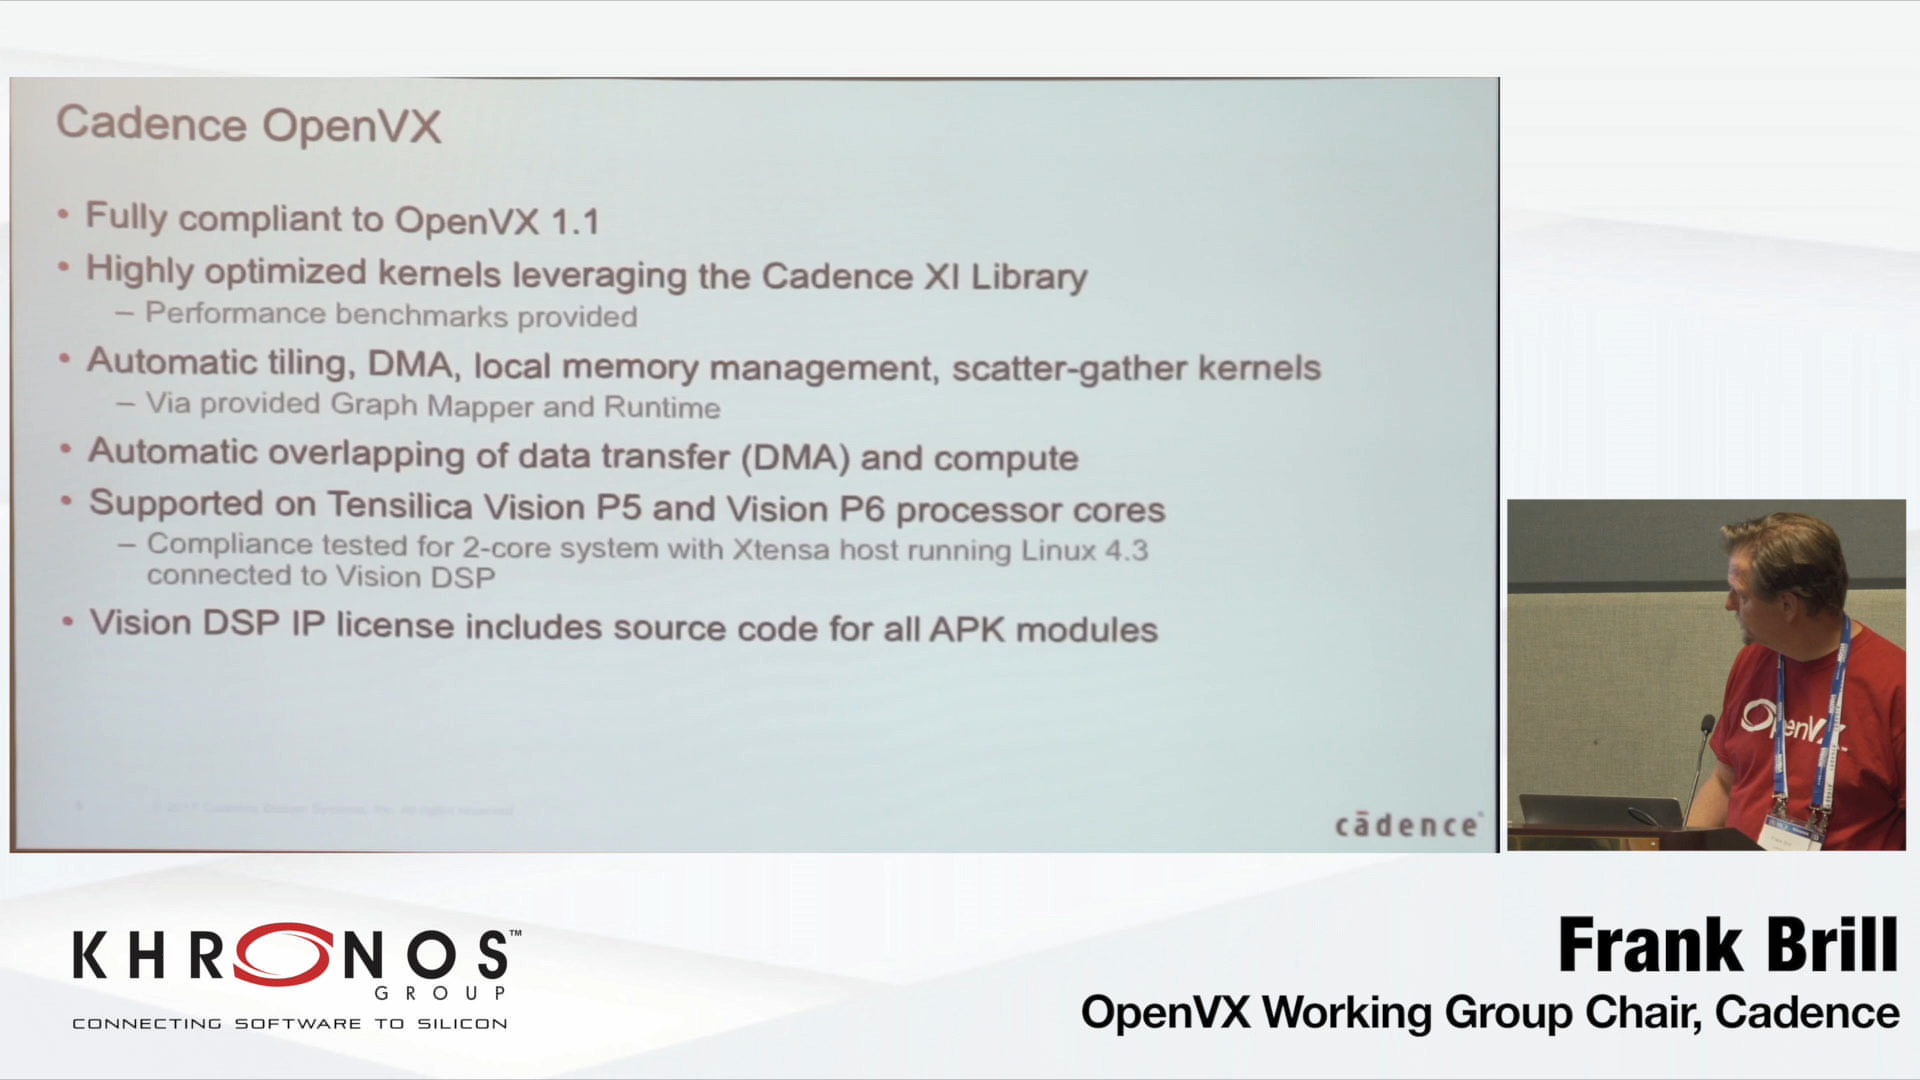 Cadence OpenVX
• Fully compliant to OpenVX 1.1
• Highly optimized kernels leveraging the Cadence XI Library
– Performance benchmarks provided
• Automatic tiling, DMA, local memory management, scatter-gather kernels
– Via provided Graph Mapper and Runtime
• Automatic overlapping of data transfer (DMA) and compute
• Supported on Tensilica Vision P5 and Vision P6 processor cores
– Compliance tested for 2-core system with Xtensa host running Linux 4.3
connected to Vision DSP
• Vision DSP IP license includes source code for all APK modules
cādence®
OpenVX
KHRONOS™
GROUP
CONNECTING SOFTWARE TO SILICON
Frank Brill
OpenVX Working Group Chair, Cadence